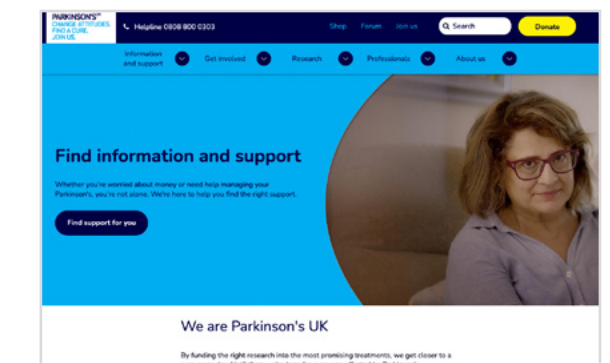 PARKINSON'S
CHANGE ATTITUDES.
FIND A CURE.
JOIN US.
Helpline 0808 800 0303
Shop Forum Join us Search Donate
Information and support Get involved Research Professionals About us
Find information and support
Whether you're worried about money or need help managing your
Parkinson's, you're not alone. We're here to help you find the right support.
Find support for you
We are Parkinson's UK
By funding the right research into the most promising treatments, we get closer to a